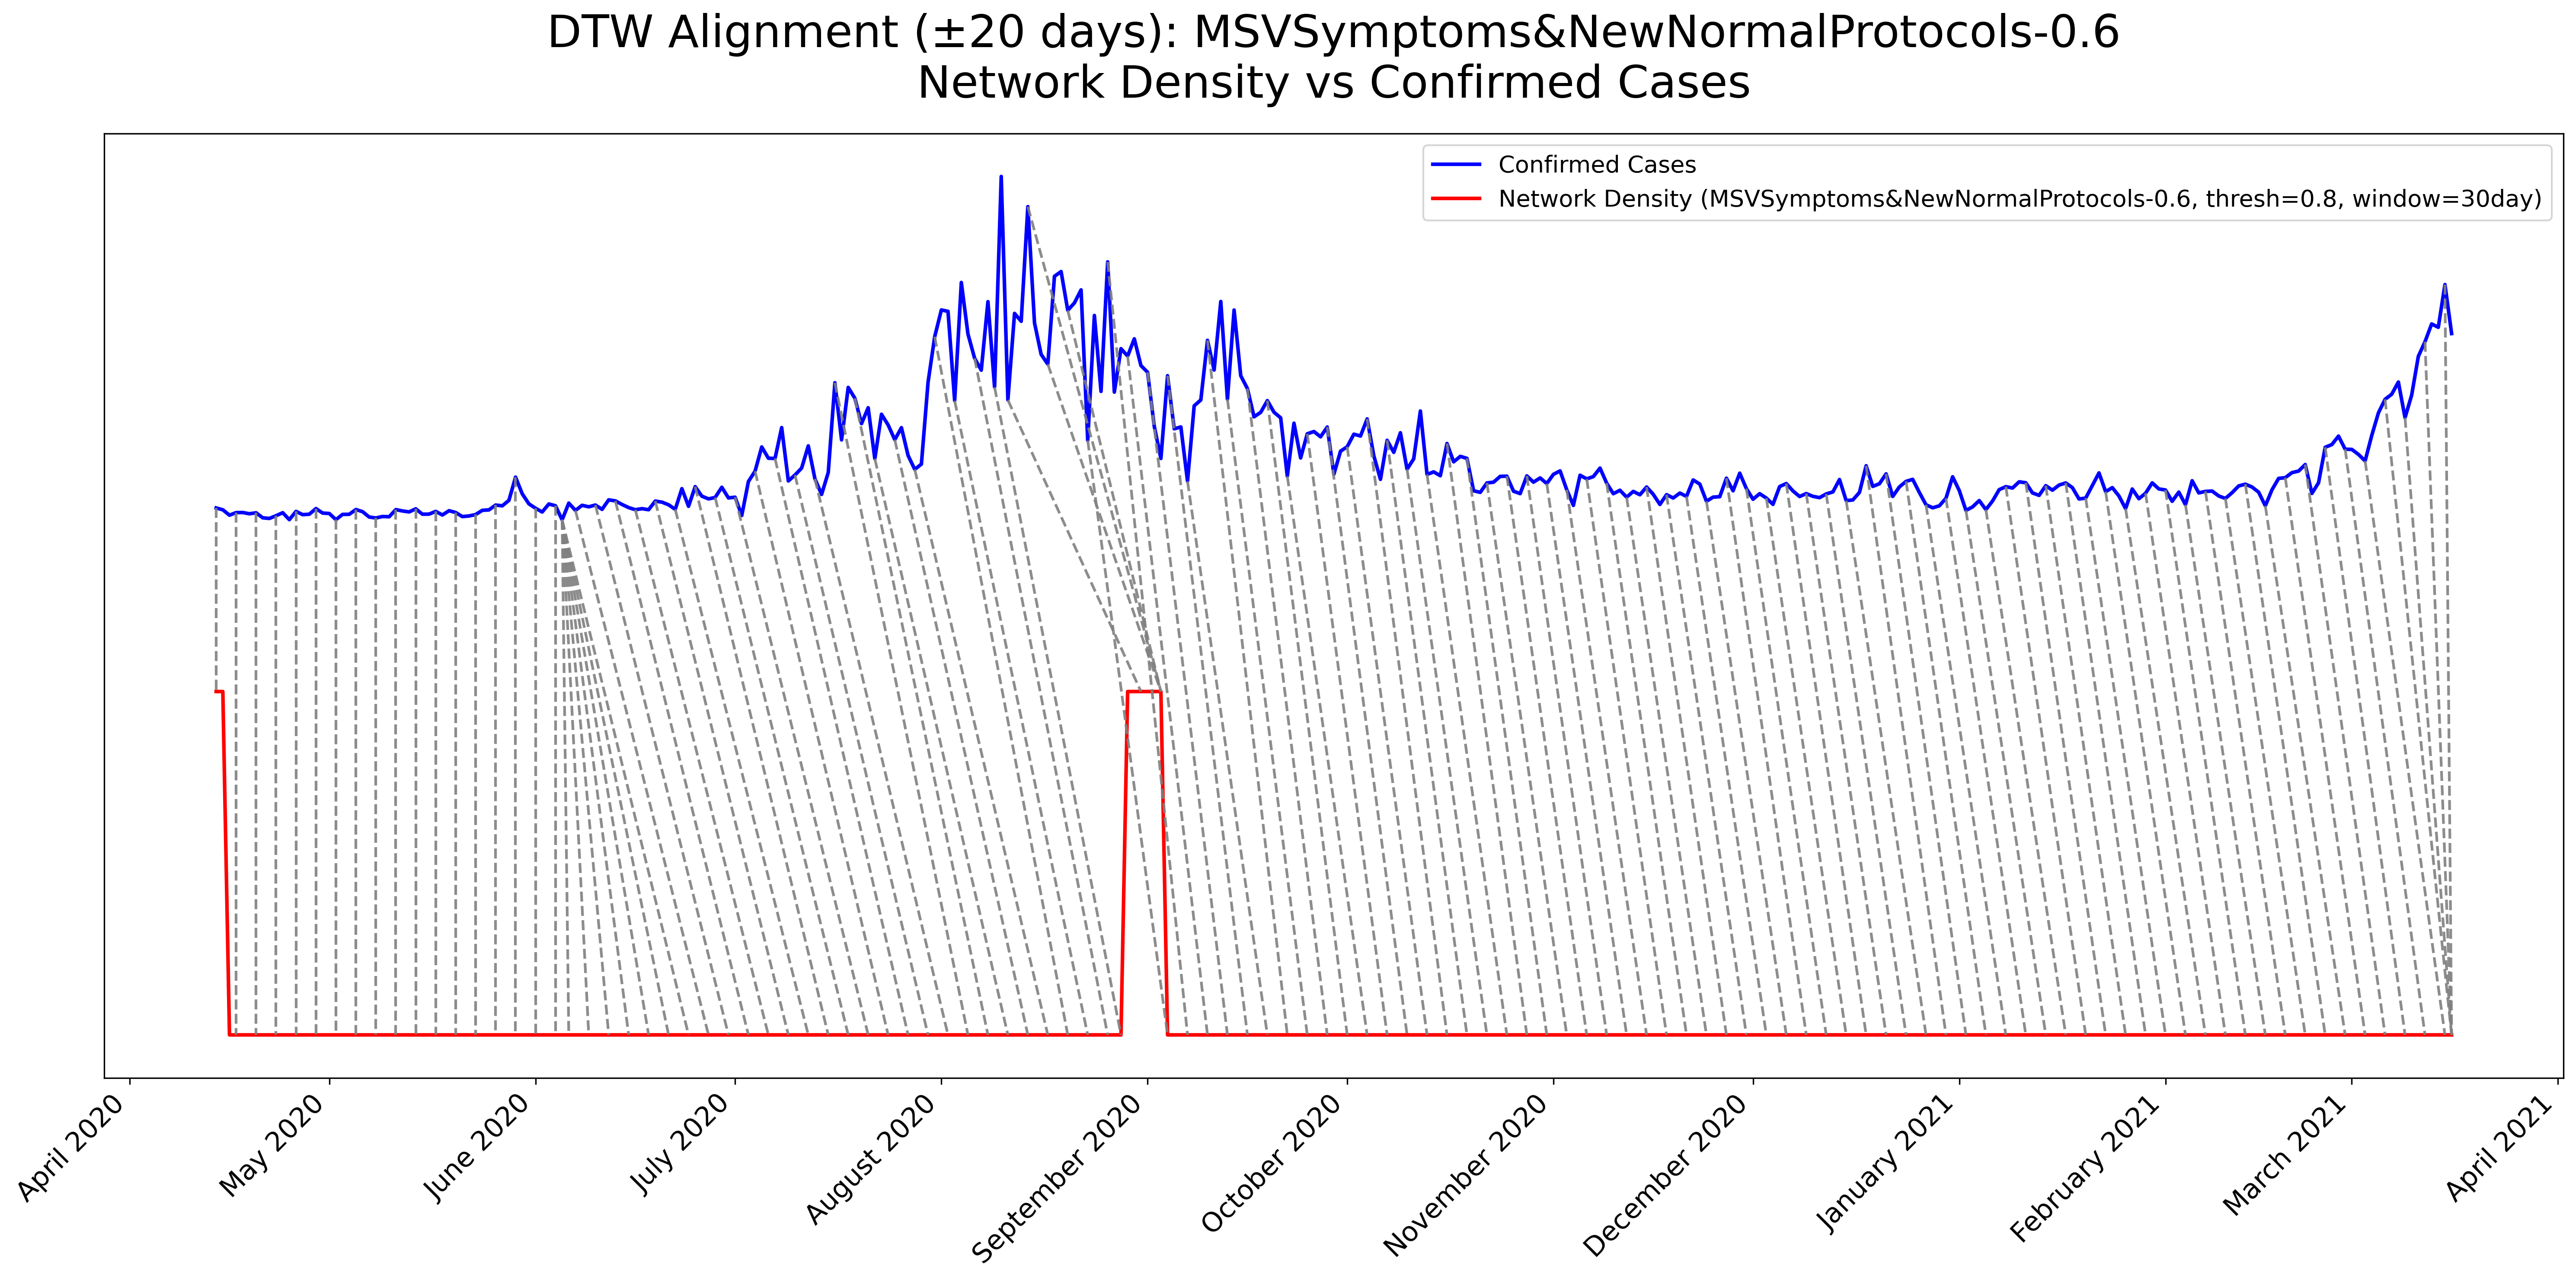 DTW Alignment (±20 days): MSVSymptoms&NewNormalProtocols-0.6
Network Density vs Confirmed Cases
Confirmed Cases
Network Density (MSVSymptoms&NewNormalProtocols-0.6, thresh=0.8, window=30day)
April 2020
May 2020
June 2020
July 2020
August 2020
September 2020
October 2020
November 2020
December 2020
January 2021
February 2021
March 2021
April 2021